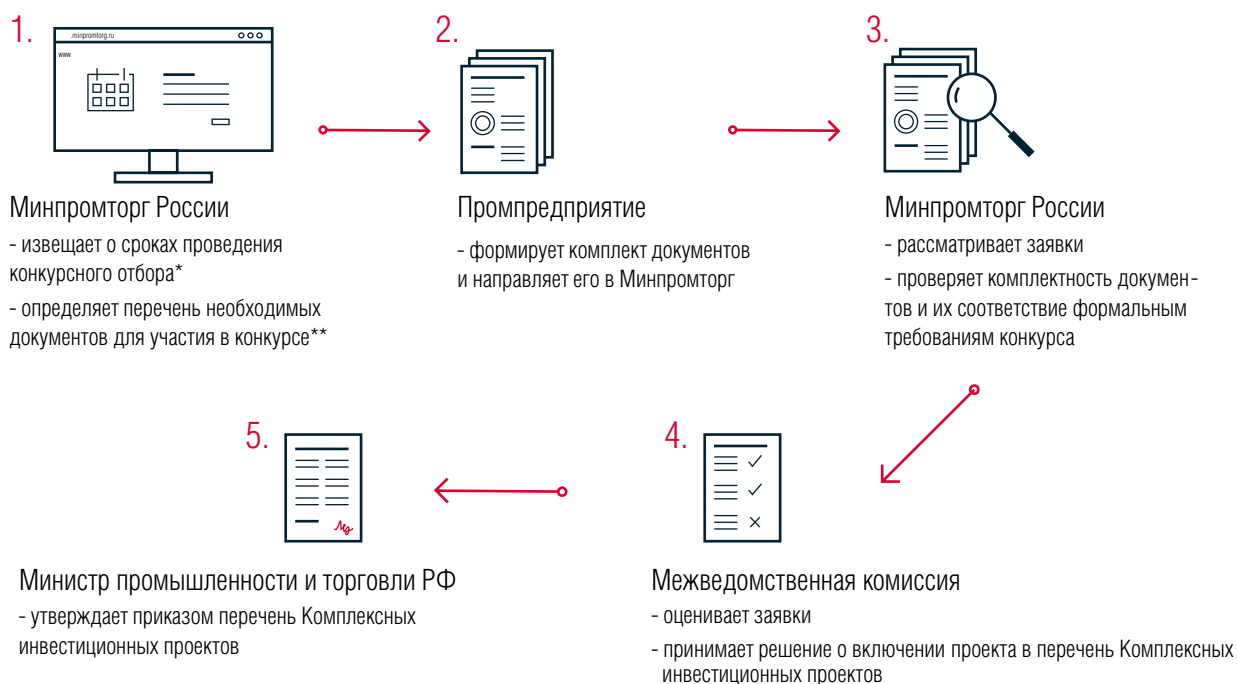 1.
.minpromtorg.ru
www
Минпромторг России
- извещает о сроках проведения
конкурсного отбора*
- определяет перечень необходимых
документов для участия в конкурсе**
2.
Промпредприятие
- формирует комплект документов
и направляет его в Минпромторг
3.
Минпромторг России
- рассматривает заявки
- проверяет комплектность докумен-
тов и их соответствие формальным
требованиям конкурса
4.
Межведомственная комиссия
- оценивает заявки
- принимает решение о включении проекта в перечень Комплексных
инвестиционных проектов
5.
Министр промышленности и торговли РФ
- утверждает приказом перечень Комплексных
инвестиционных проектов